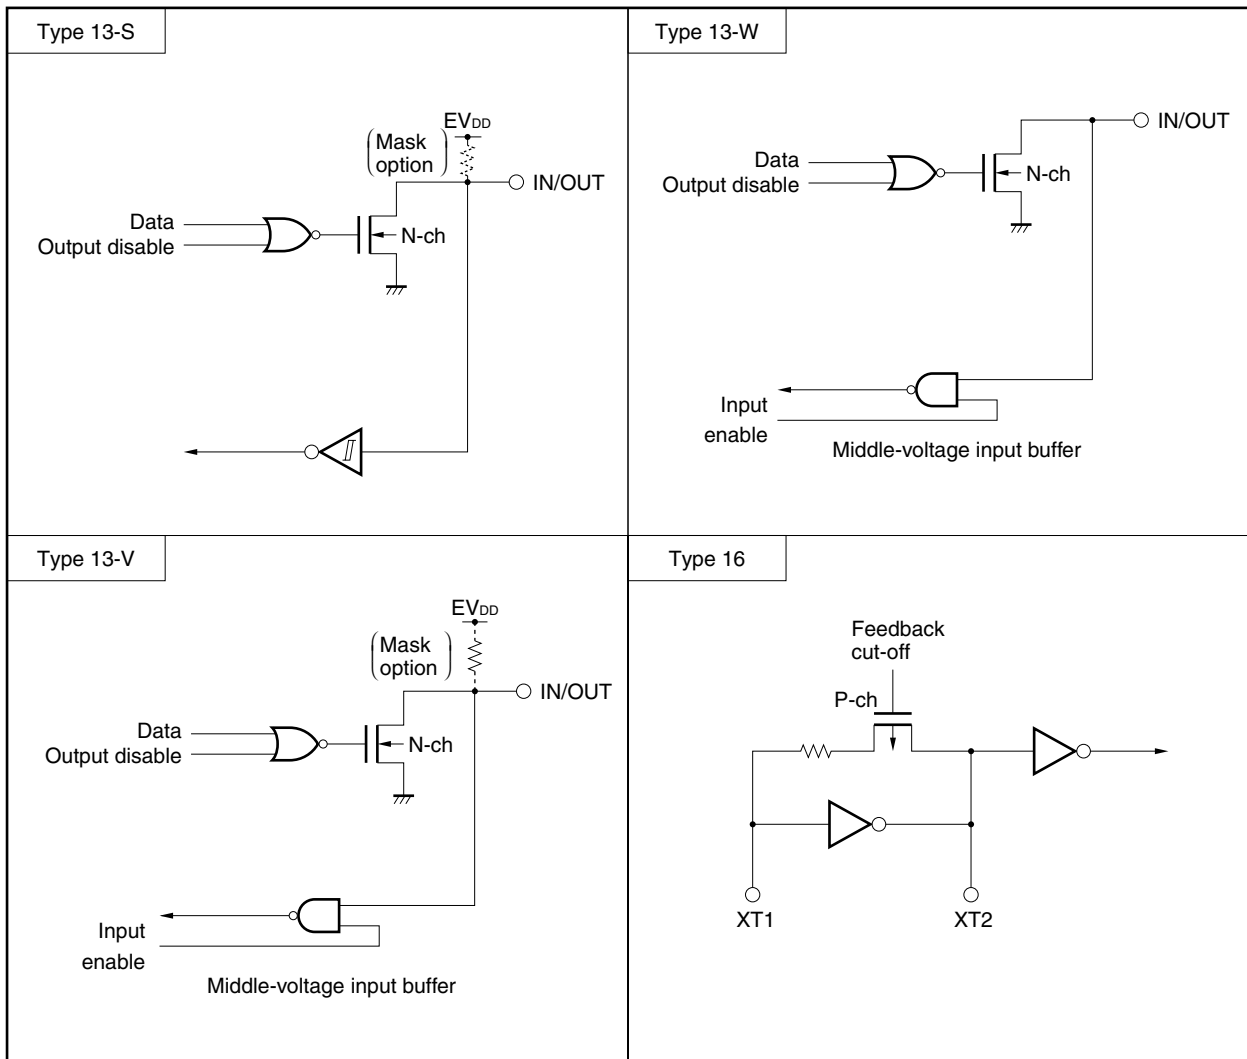 Type 13-S
EVDD
(Mask option)
IN/OUT
Data
Output disable
N-ch
Type 13-W
IN/OUT
Data
Output disable
N-ch
Input
enable
Middle-voltage input buffer
Type 13-V
EVDD
(Mask option)
IN/OUT
Data
Output disable
N-ch
Input
enable
Middle-voltage input buffer
Type 16
Feedback
cut-off
P-ch
XT1
XT2